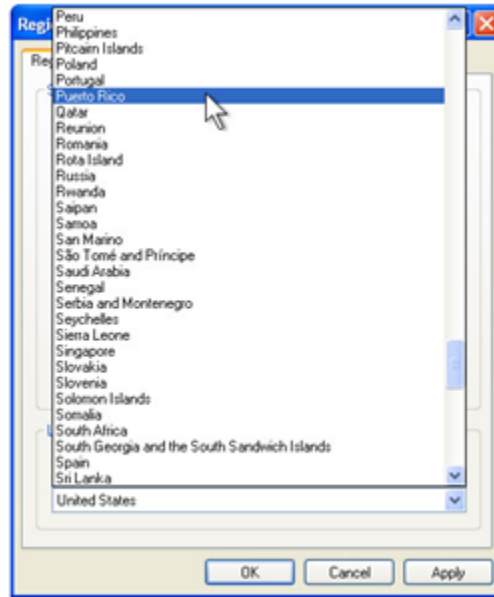 Regi
Peru
Philippines
Pitcairn Islands
Poland
Portugal
Puerto Rico
Qatar
Reunion
Romania
Rota Island
Russia
Rwanda
Saipan
Samoa
San Marino
São Tomé and Príncipe
Saudi Arabia
Senegal
Serbia and Montenegro
Seychelles
Sierra Leone
Singapore
Slovakia
Slovenia
Solomon Islands
Somalia
South Africa
South Georgia and the South Sandwich Islands
Spain
Sri Lanka
United States
OK Cancel Apply